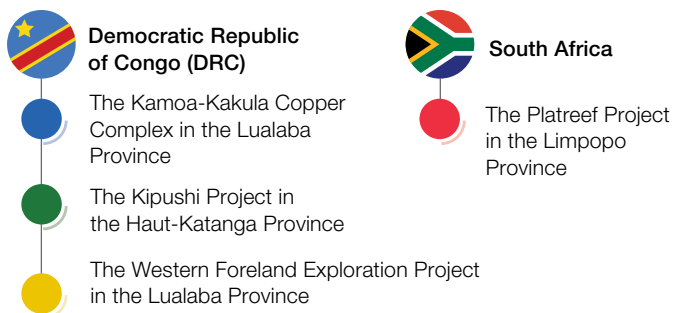 Democratic Republic
of Congo (DRC)
The Kamoa-Kakula Copper
Complex in the Lualaba
Province
The Kipushi Project in
the Haut-Katanga Province
The Western Foreland Exploration Project
in the Lualaba Province
South Africa
The Platreef Project
in the Limpopo
Province